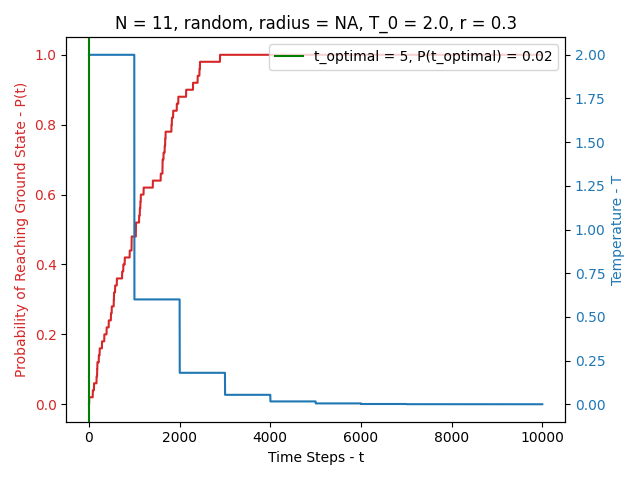 N = 11, random, radius = NA, T_0 = 2.0, r = 0.3
t_optimal = 5, P(t_optimal) = 0.02
Probability of Reaching Ground State - P(t)
1.0
0.8
0.6
0.4
0.2
0.0
2.00
1.75
1.50
1.25
1.00
0.75
0.50
0.25
0.00
Temperature - T
0 2000 4000 6000 8000 10000
Time Steps - t